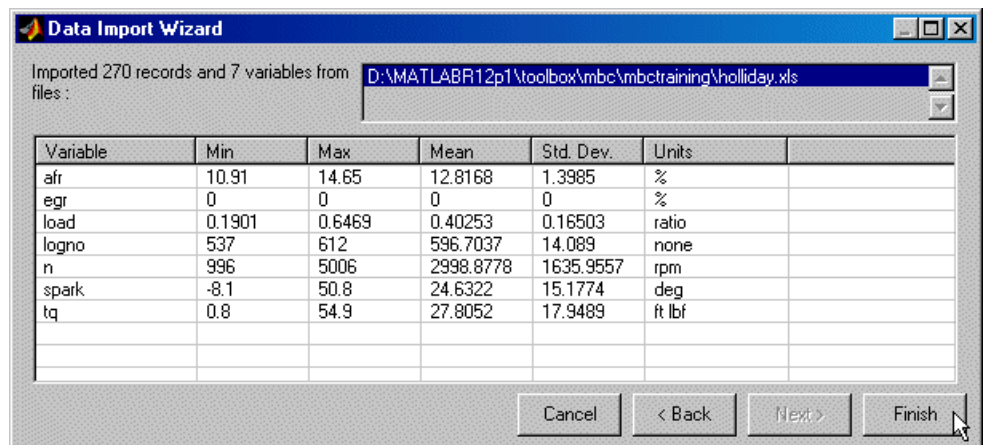 Data Import Wizard
Imported 270 records and 7 variables from
files :
D:\MATLABR12p1\toolbox\mbc\mbctraining\holliday.xls
Variable Min Max Mean Std. Dev. Units
afr 10.91 14.65 12.8168 1.3985 %
egr 0 0 0 0 %
load 0.1901 0.6469 0.40253 0.16503 ratio
logno 537 612 596.7037 14.089 none
n 996 5006 2998.8778 1635.9557 rpm
spark -8.1 50.8 24.6322 15.1774 deg
tq 0.8 54.9 27.8052 17.9489 ft lbf
Cancel < Back Next > Finish